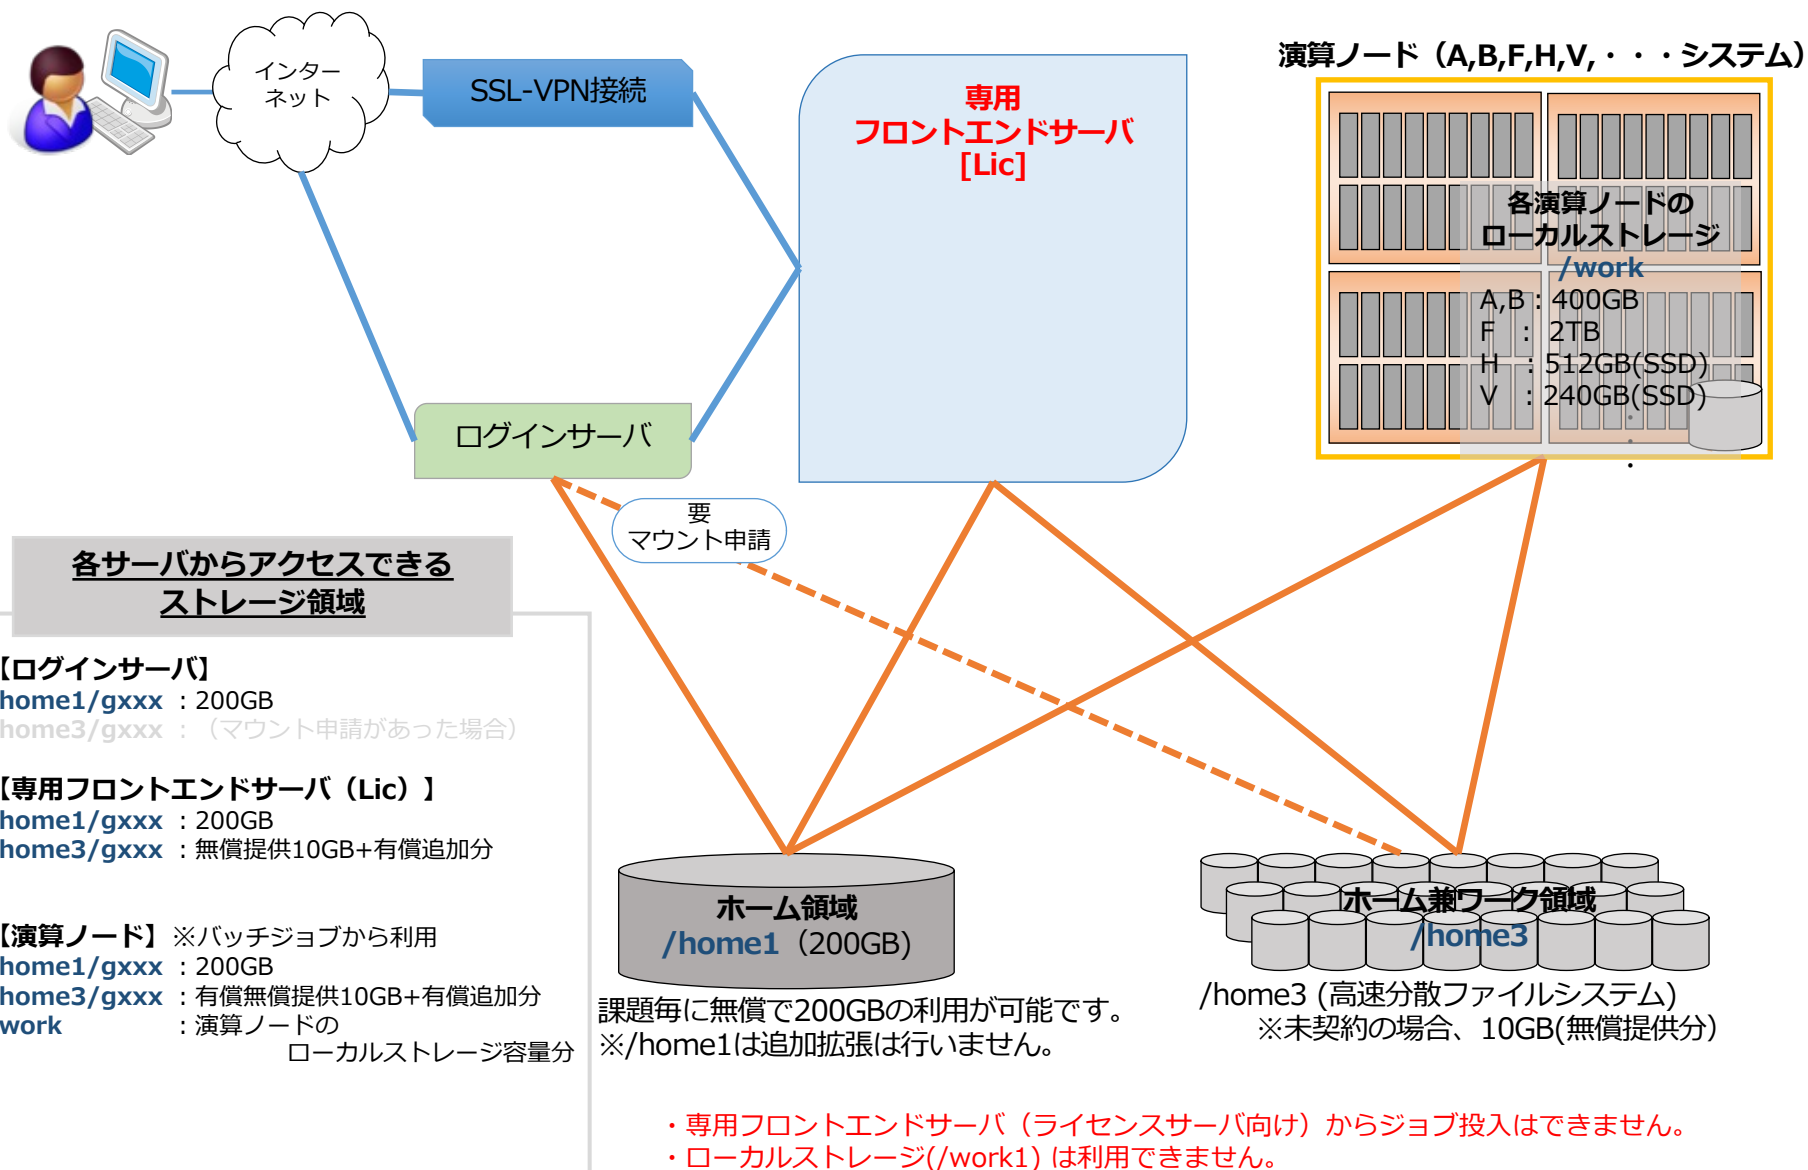 インター
ネット
SSL-VPN接続
専用
フロントエンドサーバ
[Lic]
演算ノード（A,B,F,H,V,・・・システム）
各演算ノードの
ローカルストレージ
/work
A,B：400GB
F ： 2TB
H ：512GB(SSD)
V ：240GB(SSD)
・
・
・
ログインサーバ
要
マウント申請
各サーバからアクセスできる
ストレージ領域
【ログインサーバ】
home1/gxxx ：200GB
home3/gxxx ：（マウント申請があった場合）
【専用フロントエンドサーバ（Lic）】
home1/gxxx ：200GB
home3/gxxx ：無償提供10GB+有償追加分
【演算ノード】※バッチジョブから利用
home1/gxxx ：200GB
home3/gxxx ：有償無償提供10GB+有償追加分
work ：演算ノードの
ローカルストレージ容量分
ホーム領域
/home1（200GB）
課題毎に無償で200GBの利用が可能です。
※/home1は追加拡張は行いません。
ホーム兼ワーク領域
/home3
/home3 (高速分散ファイルシステム)
※未契約の場合、10GB(無償提供分）
・専用フロントエンドサーバ（ライセンスサーバ向け）からジョブ投入はできません。
・ローカルストレージ(/work1) は利用できません。